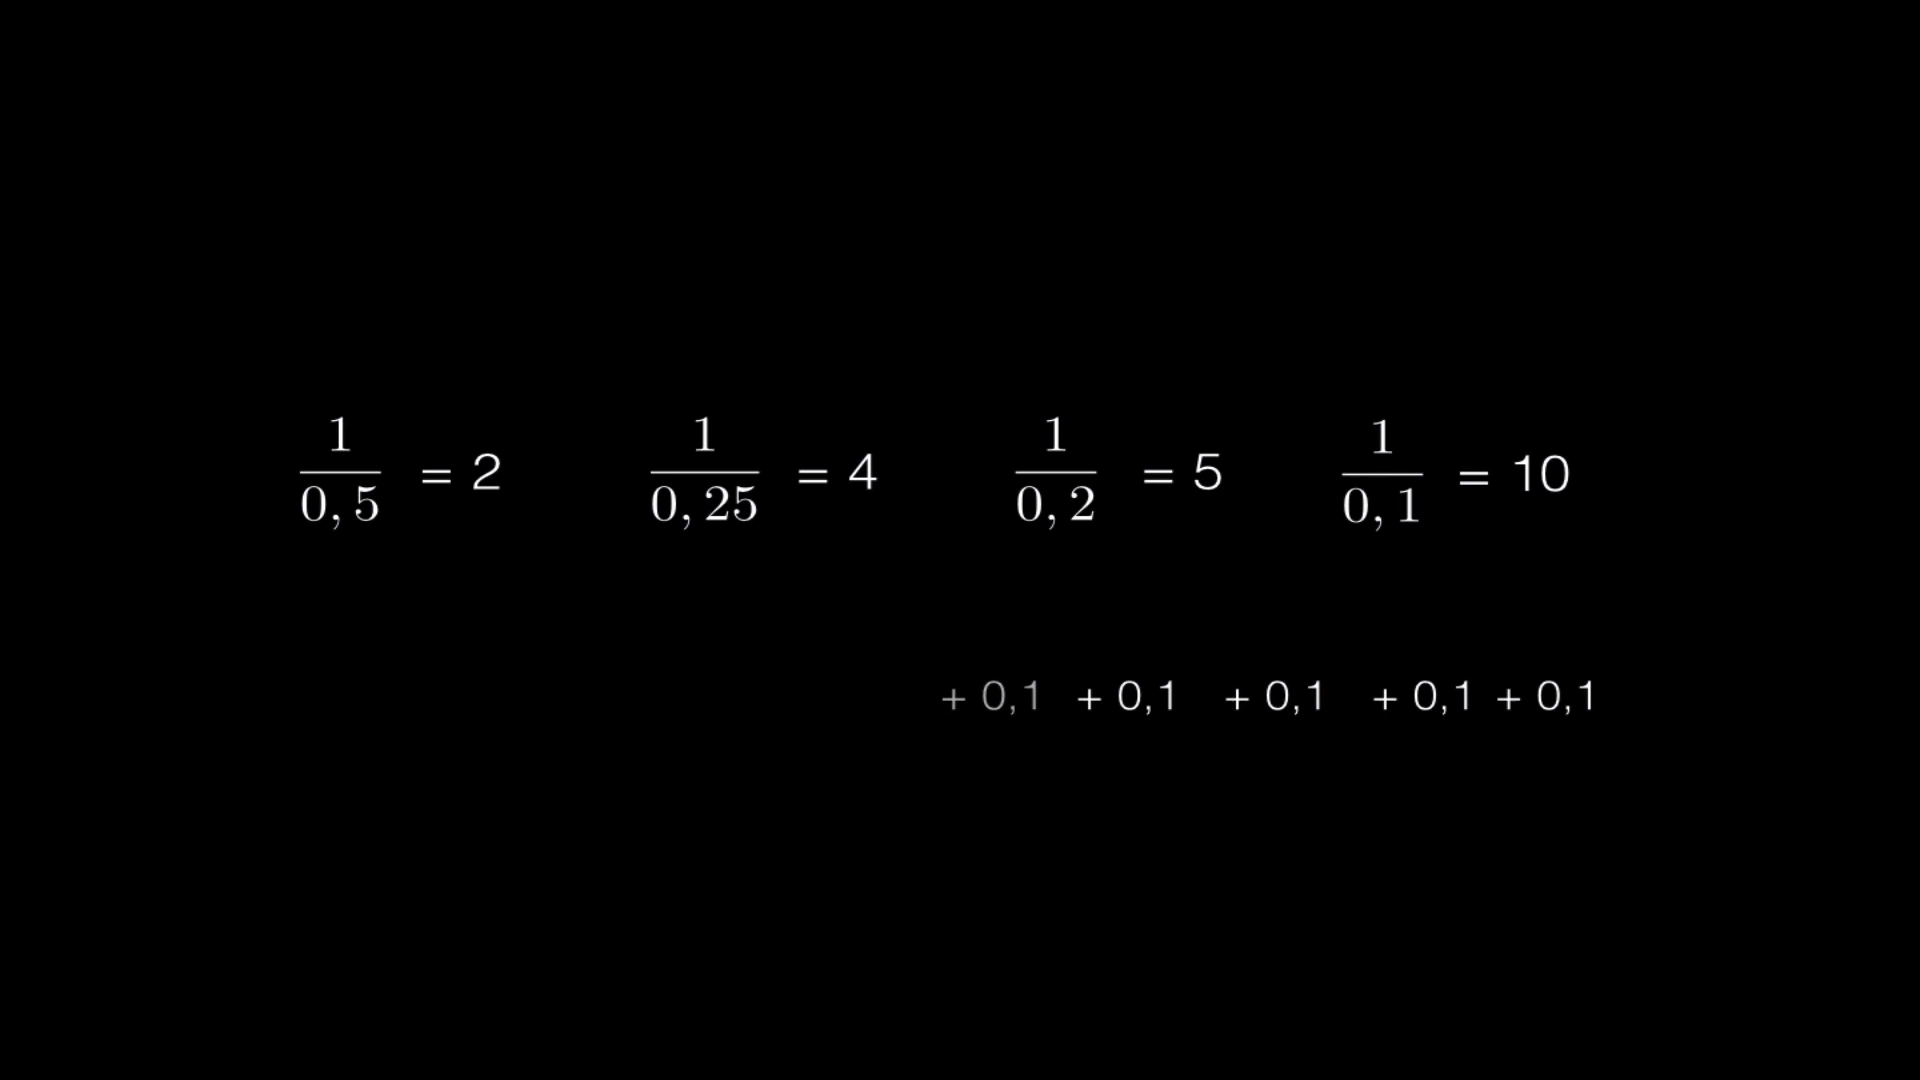 1/0,5 = 2 1/0,25 = 4 1/0,2 = 5 1/0,1 = 10
+ 0,1 + 0,1 + 0,1 + 0,1 + 0,1